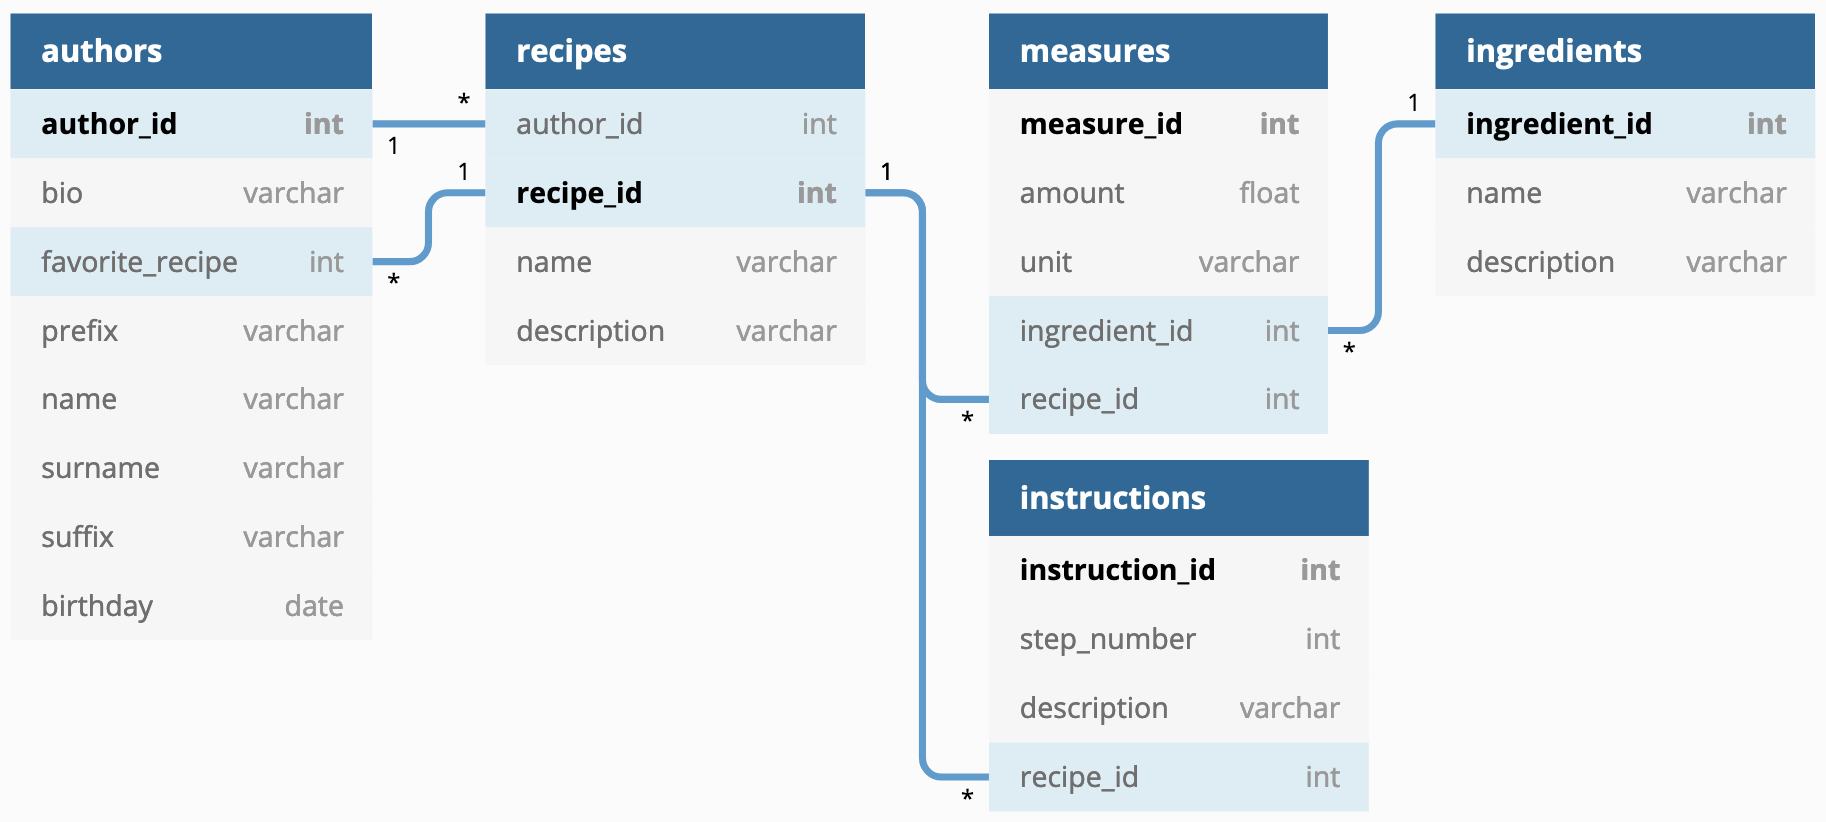 authors
author_id int
bio varchar
favorite_recipe int
prefix varchar
name varchar
surname varchar
suffix varchar
birthday date
* 1
1 *
recipes
author_id int
recipe_id int
name varchar
description varchar
1
*
*
measures
measure_id int
amount float
unit varchar
ingredient_id int
recipe_id int
1
*
ingredients
ingredient_id int
name varchar
description varchar
instructions
instruction_id int
step_number int
description varchar
recipe_id int